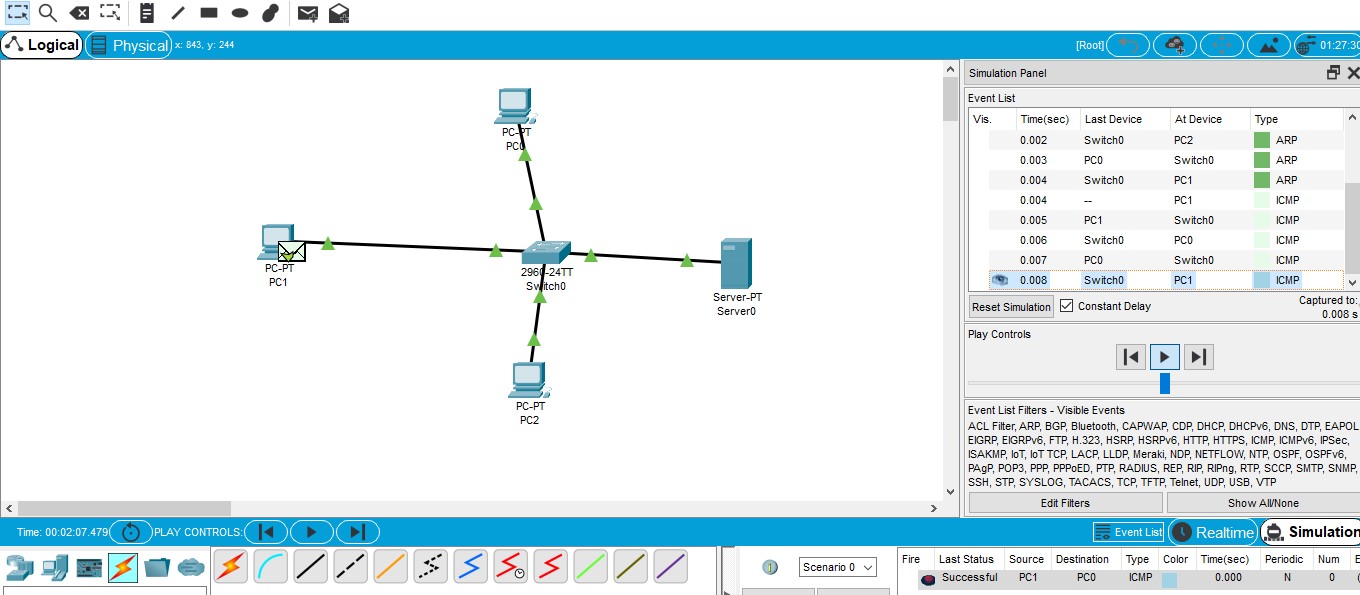 Logical
Physical x: 843, y: 244
[Root]
01:27:30
PC-PT
PC0
PC-PT
PC1
2960-24TT
Switch0
Server-PT
Server0
PC-PT
PC2
Simulation Panel
Event List
Vis. Time(sec) Last Device At Device Type
0.002 Switch0 PC2 ARP
0.003 PC0 Switch0 ARP
0.004 Switch0 PC1 ARP
0.004 -- PC1 ICMP
0.005 PC1 Switch0 ICMP
0.006 Switch0 PC0 ICMP
0.007 PC0 Switch0 ICMP
0.008 Switch0 PC1 ICMP
Reset Simulation Constant Delay Captured to:
0.008 s
Play Controls
Event List Filters - Visible Events
ACL Filter, ARP, BGP, Bluetooth, CAPWAP, CDP, DHCP, DHCPv6, DNS, DTP, EAPOL
EIGRP, EIGRPv6, FTP, H.323, HSRP, HSRPv6, HTTP, HTTPS, ICMP, ICMPv6, IPSec,
ISAKMP, IoT, IoT TCP, LACP, LLDP, Meraki, NDP, NETFLOW, NTP, OSPF, OSPFv6,
PAgP, POP3, PPP, PPPoED, PTP, RADIUS, REP, RIP, RIPng, RTP, SCCP, SMTP, SNMP,
SSH, STP, SYSLOG, TACACS, TCP, TFTP, Telnet, UDP, USB, VTP
Edit Filters Show All/None
Time: 00:02:07.479 PLAY CONTROLS:
Event List Realtime Simulation
Scenario 0
Fire Last Status Source Destination Type Color Time(sec) Periodic Num
Successful PC1 PC0 ICMP 0.000 N 0